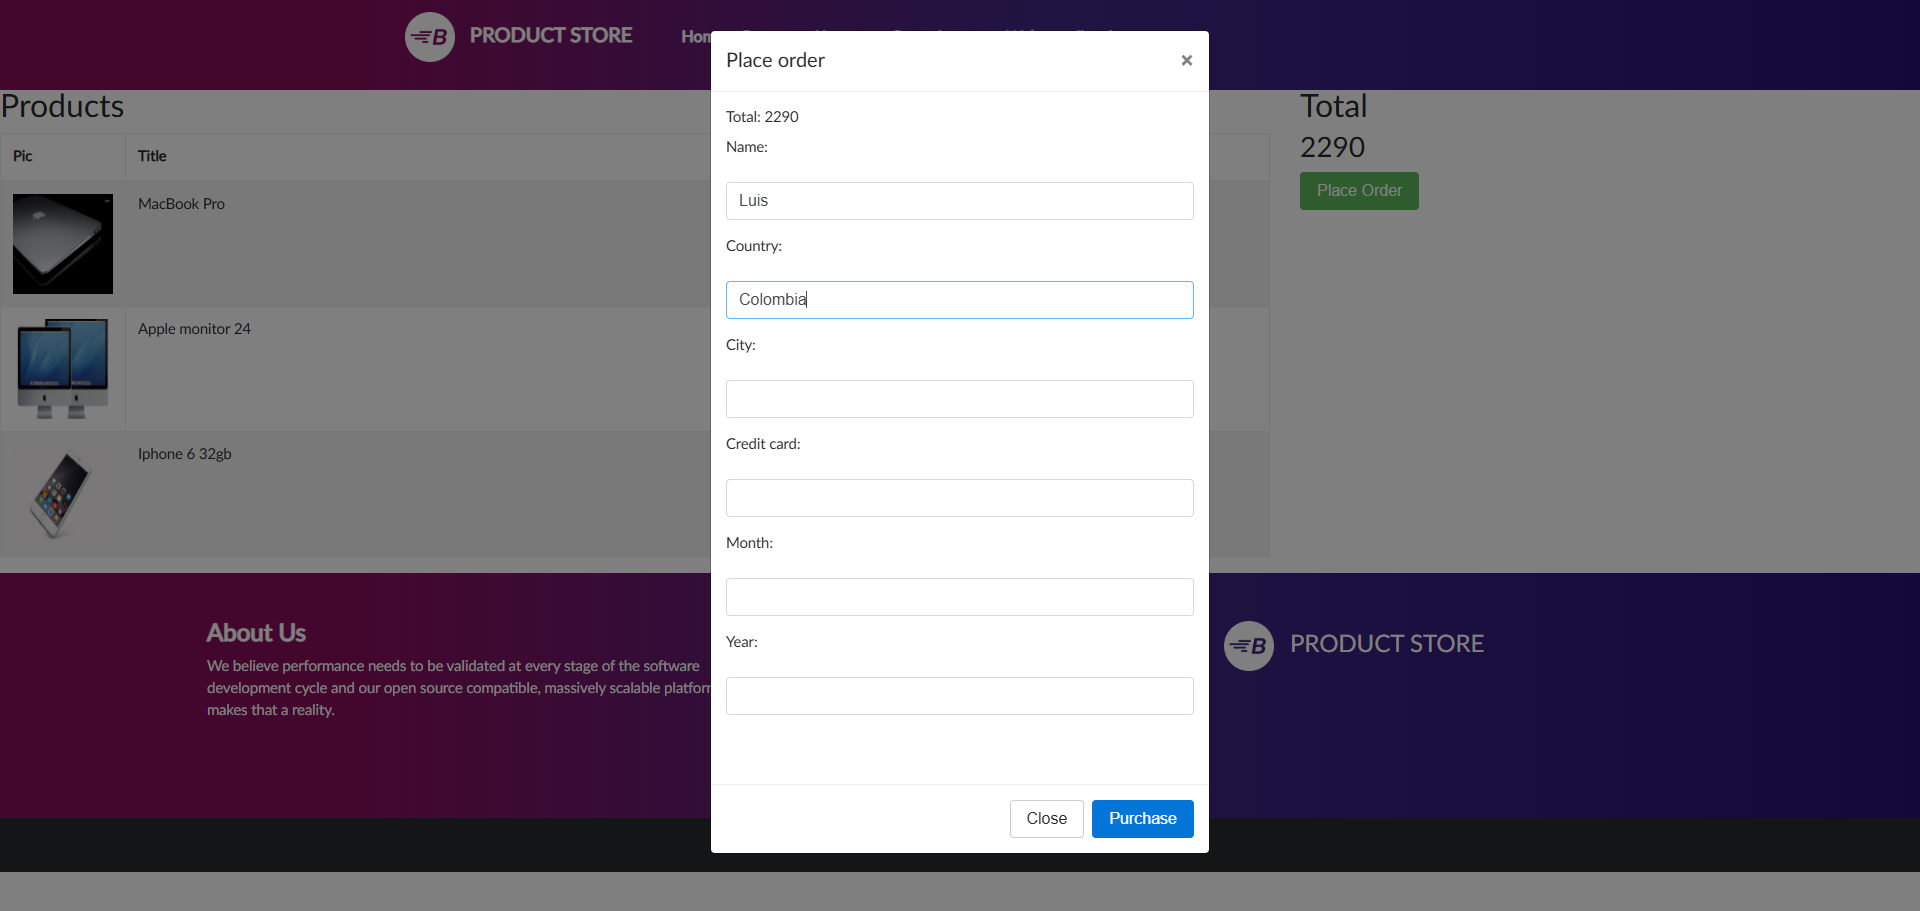 B PRODUCT STORE
Place order
×
Total: 2290
Name:
Luis
Country:
Colombia
City:
Credit card:
Month:
Year:
Close
Purchase
Products
Pic Title
MacBook Pro
Apple monitor 24
Iphone 6 32gb
Total
2290
Place Order
About Us
We believe performance needs to be validated at every stage of the software
development cycle and our open source compatible, massively scalable
makes that a reality.
B PRODUCT STORE